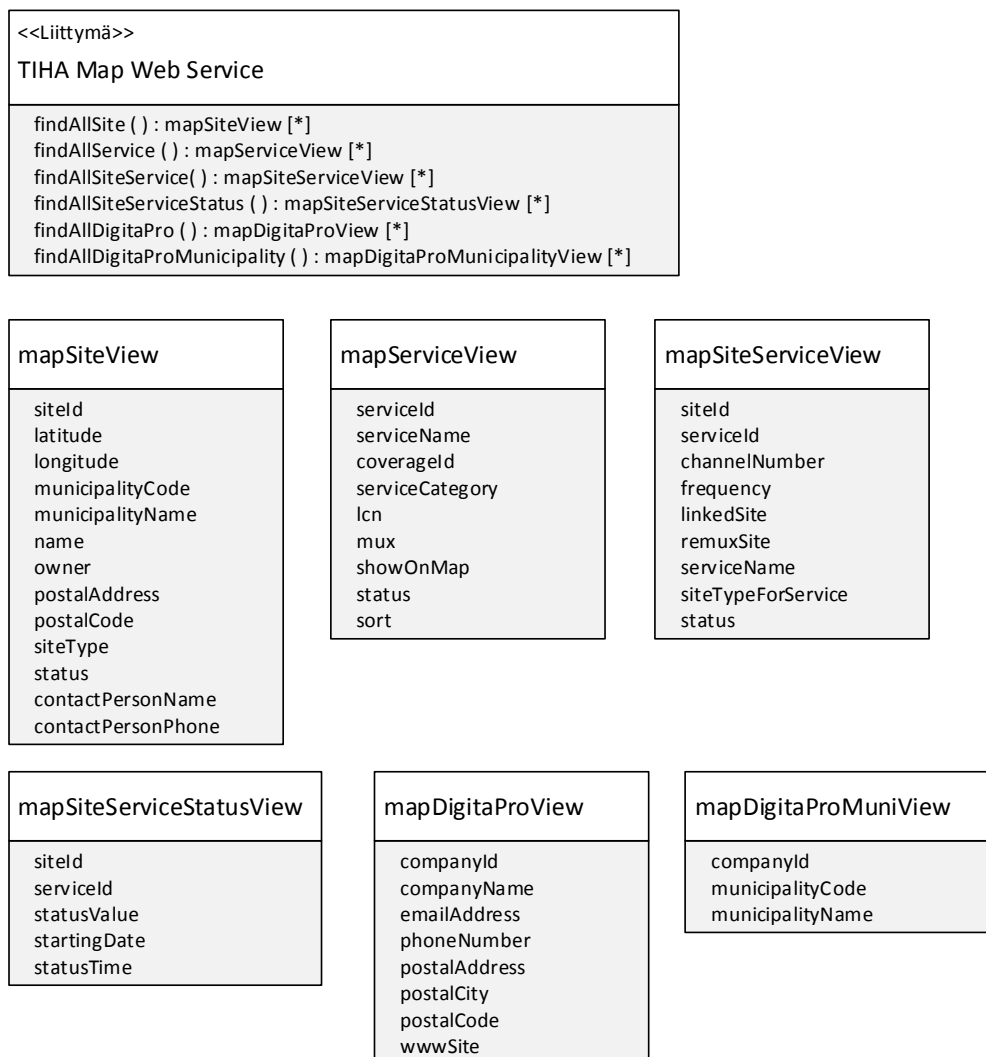 <<Liittymä>>
TIHA Map Web Service
findAllSite ( ) : mapSiteView [*]
findAllService ( ) : mapServiceView [*]
findAllSiteService( ) : mapSiteServiceView [*]
findAllSiteServiceStatus ( ) : mapSiteServiceStatusView [*]
findAllDigitaPro ( ) : mapDigitaProView [*]
findAllDigitaProMunicipality ( ) : mapDigitaProMunicipalityView [*]
mapSiteView
siteId
latitude
longitude
municipalityCode
municipalityName
name
owner
postalAddress
postalCode
siteType
status
contactPersonName
contactPersonPhone
mapServiceView
serviceId
serviceName
coverageId
serviceCategory
lcn
mux
showOnMap
status
sort
mapSiteServiceView
siteId
serviceId
channelNumber
frequency
linkedSite
remuxSite
serviceName
siteTypeForService
status
mapSiteServiceStatusView
siteId
serviceId
statusValue
startingDate
statusTime
mapDigitaProView
companyId
companyName
emailAddress
phoneNumber
postalAddress
postalCity
postalCode
wwwSite
mapDigitaProMuniView
companyId
municipalityCode
municipalityName